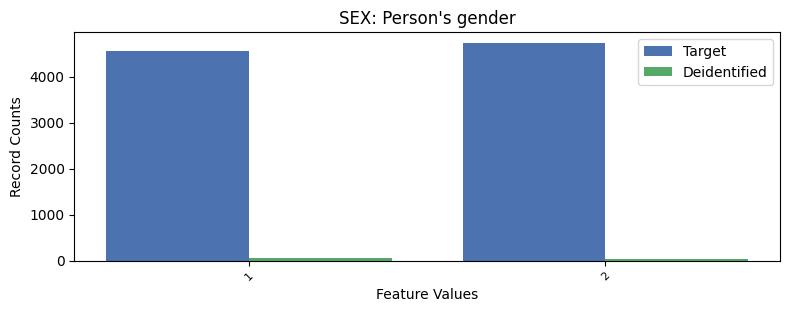 SEX: Person's gender
Target
Deidentified
Record Counts
4000
3000
2000
1000
0
1
2
Feature Values